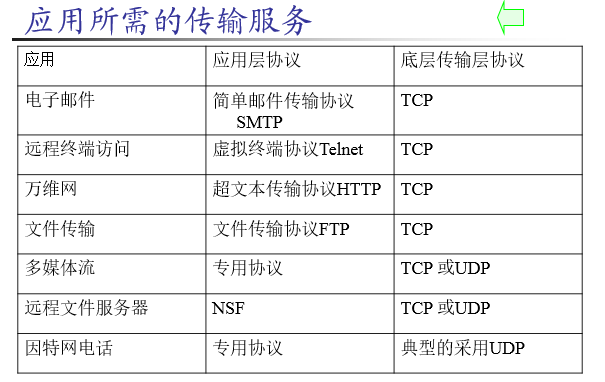 应用所需的传输服务
应用 应用层协议 底层传输层协议
电子邮件 简单邮件传输协议 TCP
SMTP
远程终端访问 虚拟终端协议Telnet TCP
万维网 超文本传输协议HTTP TCP
文件传输 文件传输协议FTP TCP
多媒体流 专用协议 TCP 或UDP
远程文件服务器 NSF TCP 或UDP
因特网电话 专用协议 典型的采用UDP